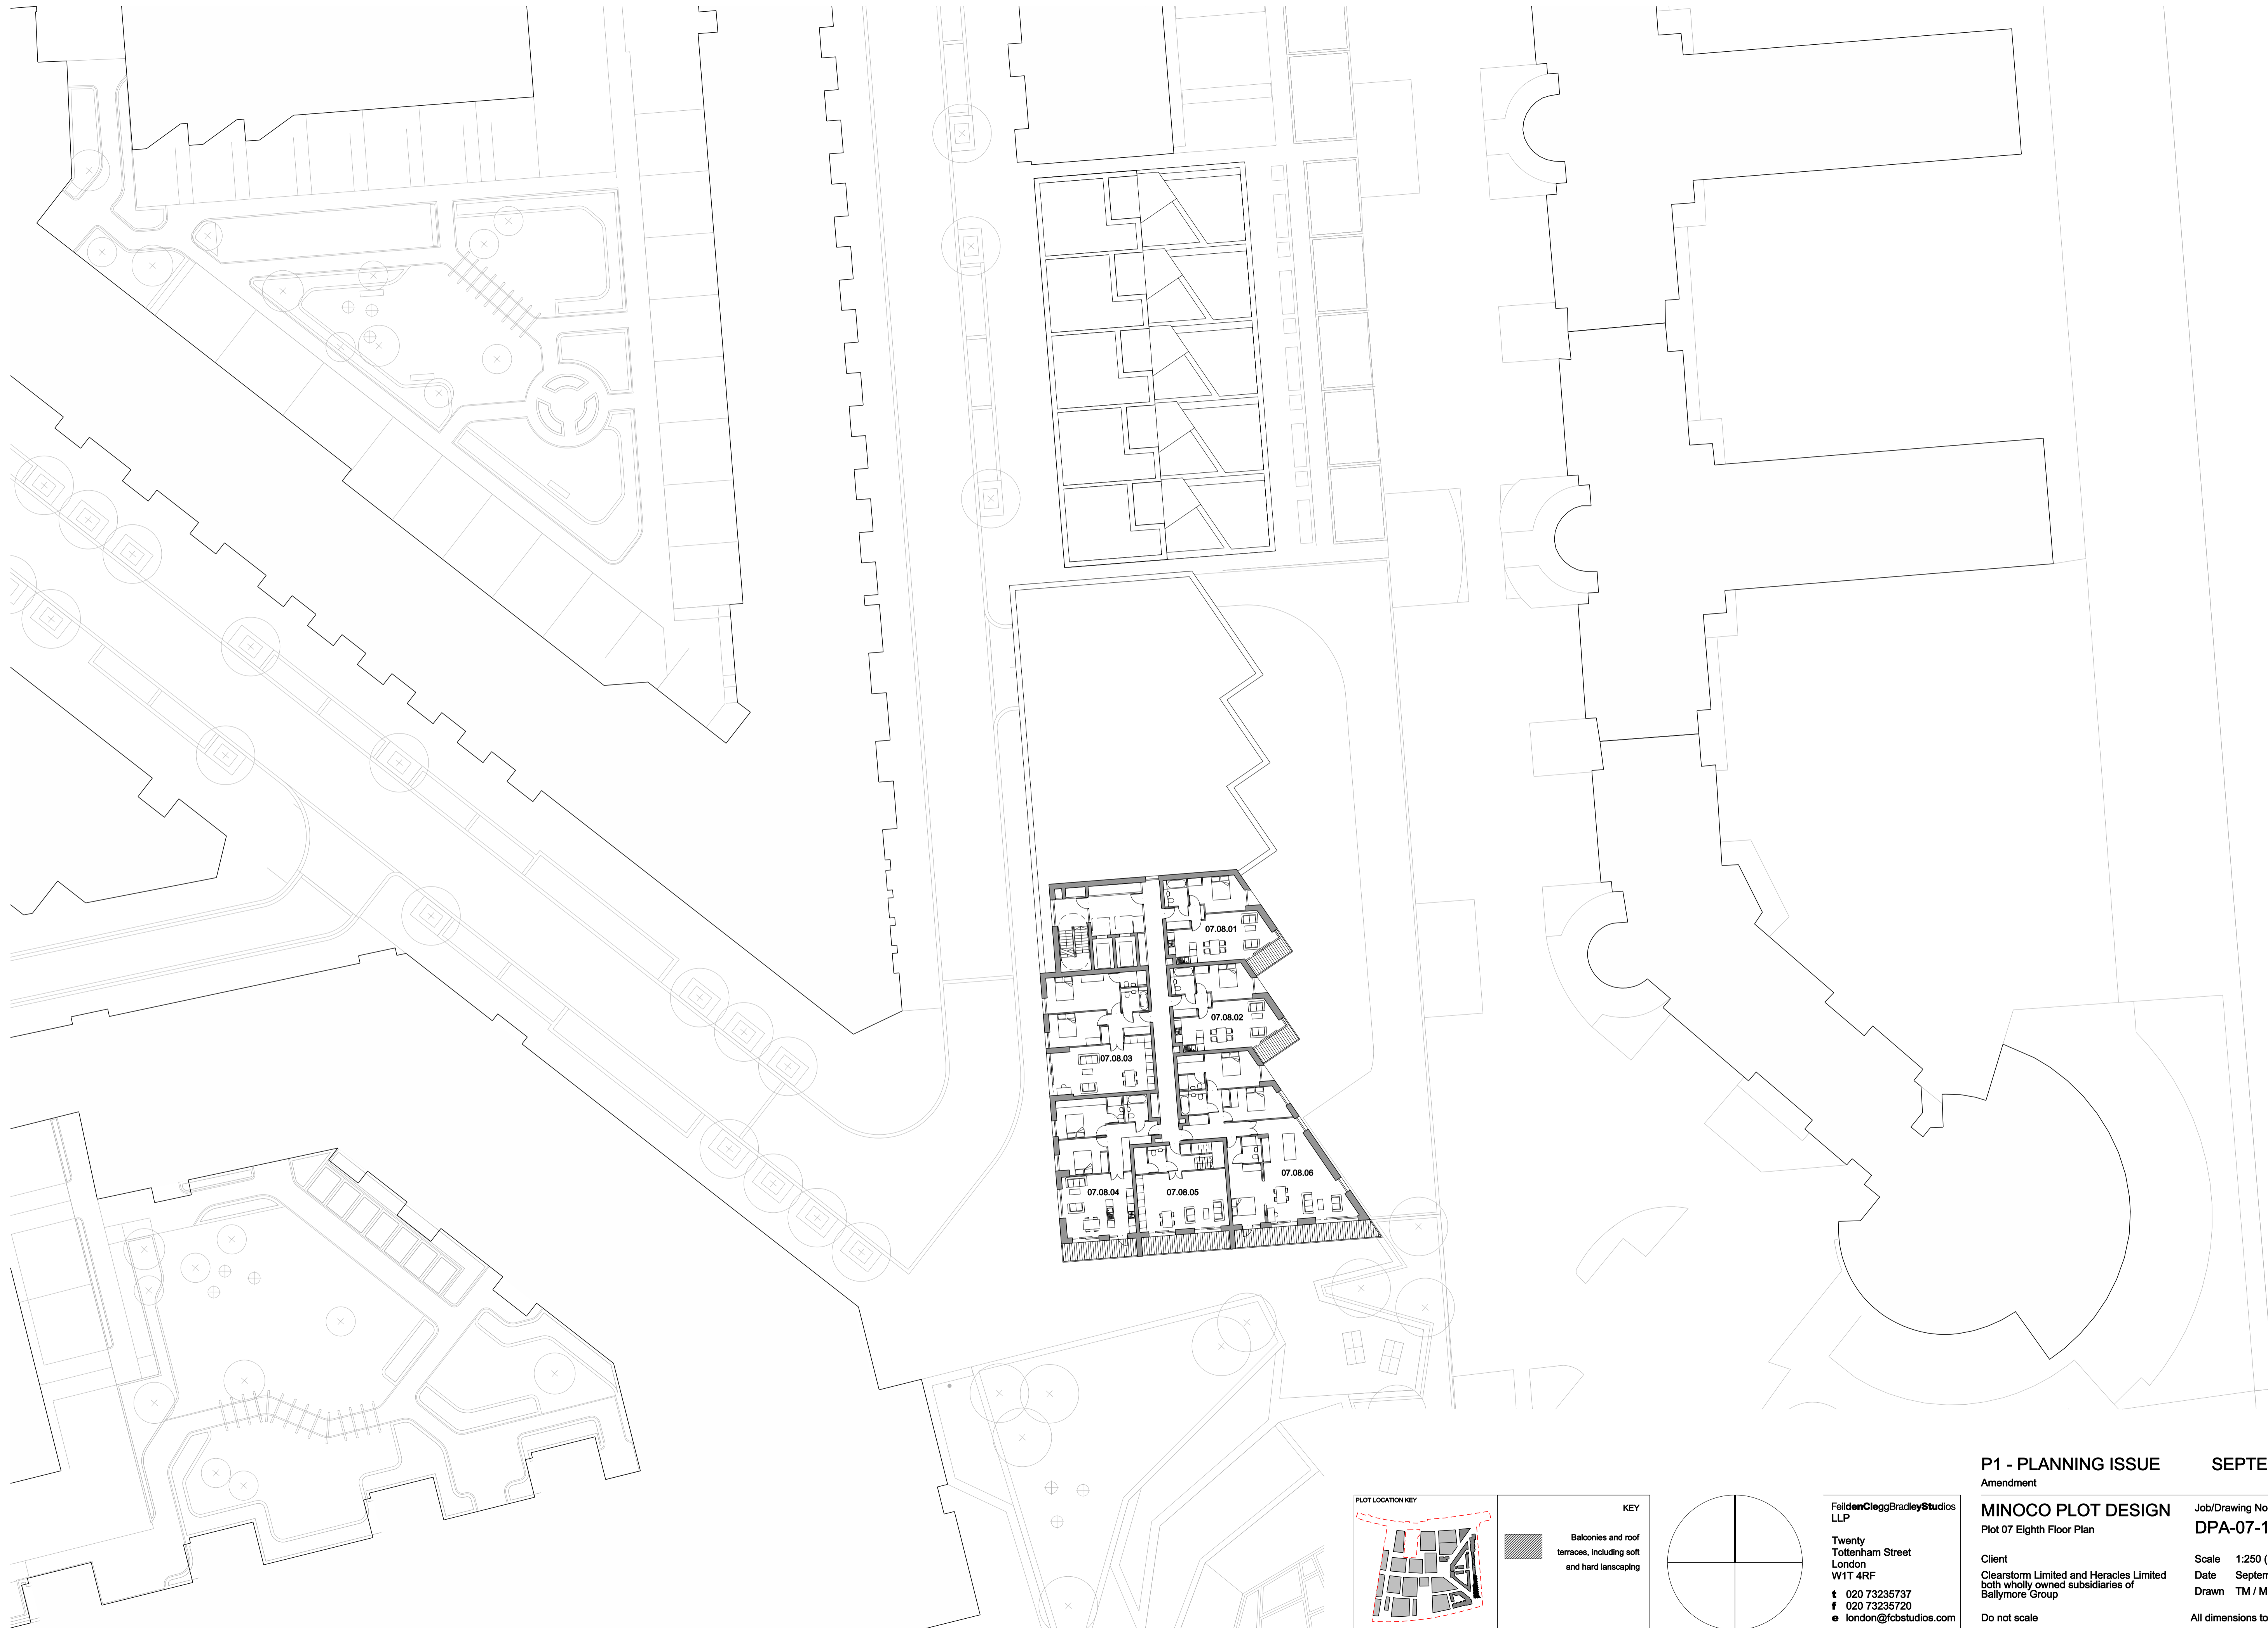 07.08.01
07.08.02
07.08.03
07.08.04
07.08.05
07.08.06
PLOT LOCATION KEY
KEY
Balconies and roof
terraces, including soft
and hard lanscaping
FeildenCleggBradleyStudios
LLP
Twenty
Tottenham Street
London
W1T 4RF
t 020 73235737
f 020 73235720
e london@fcbstudios.com
P1 - PLANNING ISSUE SEPTE
Amendment
MINOCO PLOT DESIGN
Plot 07 Eighth Floor Plan
Client
Clearstorm Limited and Heracles Limited
both wholly owned subsidiaries of
Ballymore Group
Do not scale
Job/Drawing No
DPA-07-1
Scale 1:250 (
Date Septem
Drawn TM / M
All dimensions to